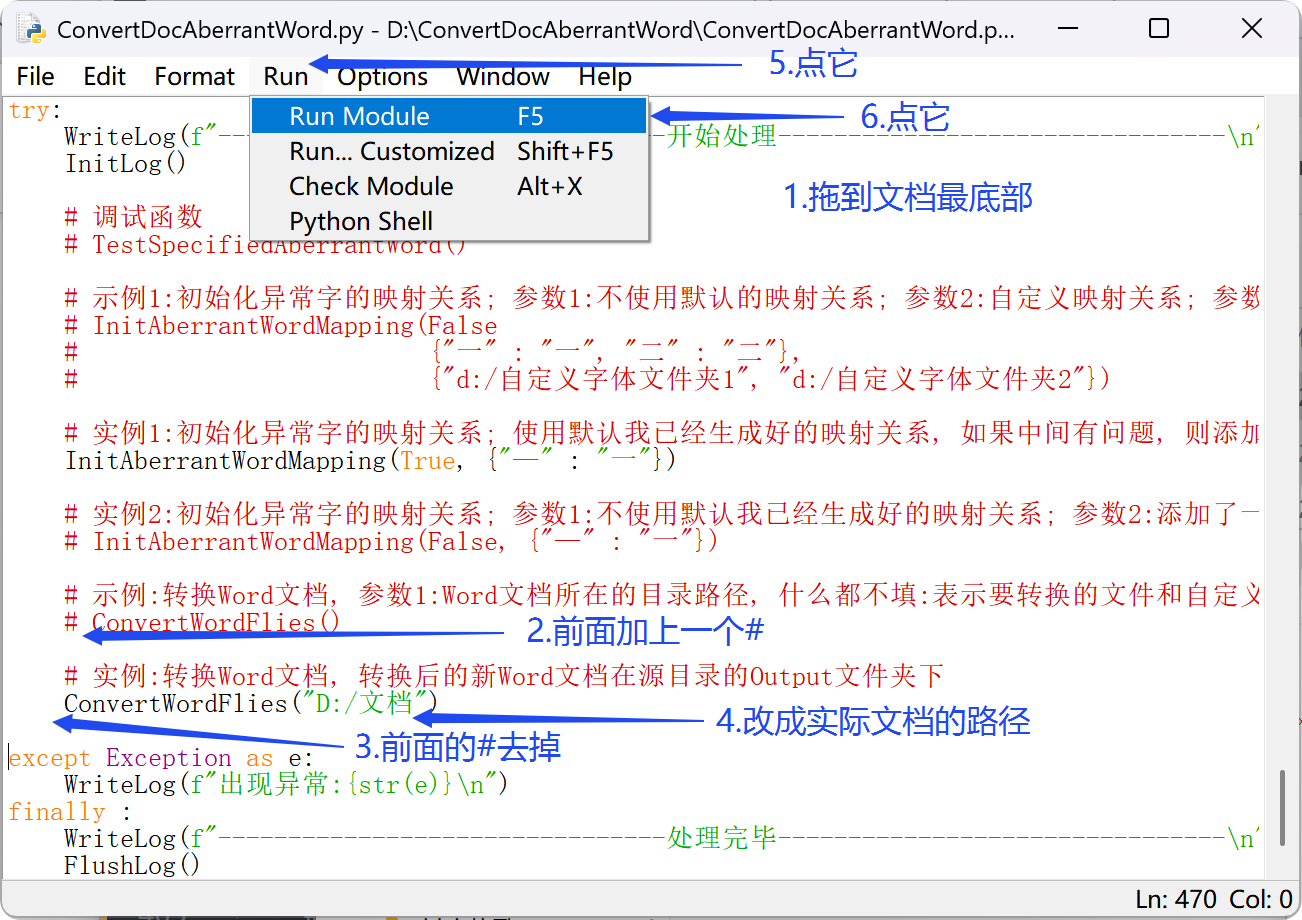 ConvertDocAberrantWord.py - D:\ConvertDocAberrantWord\ConvertDocAberrantWord.p...
File Edit Format Run Options Window Help
5.点它
Run Module F5
6.点它
Run... Customized Shift+F5
Check Module Alt+X
Python Shell
1.拖到文档最底部
try:
WriteLog(f"--------------------------------开始处理--------------------------------\n
InitLog()
# 调试函数
# TestSpecifiedAberrantWord()
# 示例1:初始化异常字的映射关系; 参数1:不使用默认的映射关系; 参数2:自定义映射关系; 参数
# InitAberrantWordMapping(False
# {"⼀" : "一", "⼆" : "二"},
# {"d:/自定义字体文件夹1", "d:/自定义字体文件夹2"})
# 实例1:初始化异常字的映射关系; 使用默认我已经生成好的映射关系, 如果中间有问题, 则添加
InitAberrantWordMapping(True, {"⼀" : "一"})
# 实例2:初始化异常字的映射关系; 参数1:不使用默认我已经生成好的映射关系; 参数2:添加了一
# InitAberrantWordMapping(False, {"⼀" : "一"})
# 示例:转换Word文档, 参数1:Word文档所在的目录路径, 什么都不填:表示要转换的文件和自定义
# ConvertWordFlies()
2.前面加上一个#
# 实例:转换Word文档, 转换后的新Word文档在源目录的Output文件夹下
ConvertWordFlies("D:/文档")
4.改成实际文档的路径
3.前面的#去掉
except Exception as e:
WriteLog(f"出现异常:{str(e)}\n")
finally :
WriteLog(f"--------------------------------处理完毕--------------------------------\n
FlushLog()
Ln: 470 Col: 0